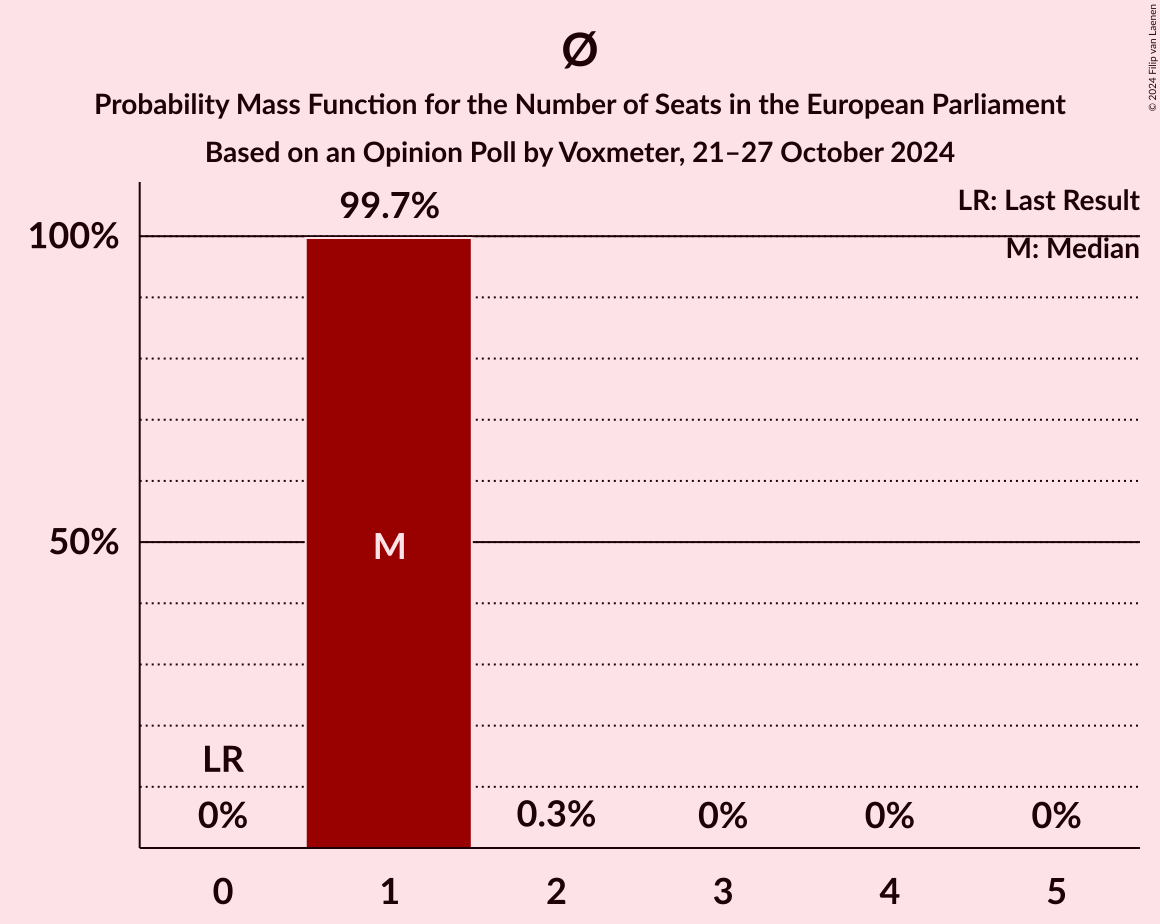 Ø
Probability Mass Function for the Number of Seats in the European Parliament
Based on an Opinion Poll by Voxmeter, 21–27 October 2024
© 2024 Filip van Laenen
LR: Last Result
M: Median
100%
50%
99.7%
M
LR
0%
0.3%
0%
0%
0%
0
1
2
3
4
5